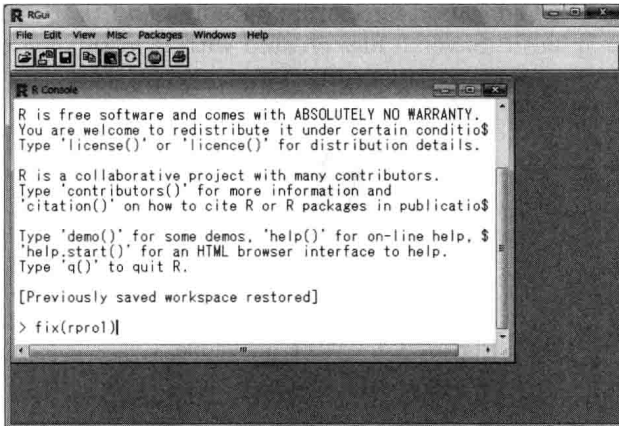 RGui
File Edit View Misc Packages Windows Help
R Console
R is free software and comes with ABSOLUTELY NO WARRANTY.
You are welcome to redistribute it under certain conditio$
Type 'license()' or 'licence()' for distribution details.
R is a collaborative project with many contributors.
Type 'contributors()' for more information and
'citation()' on how to cite R or R packages in publicatio$
Type 'demo()' for some demos, 'help()' for on-line help, $
'help.start()' for an HTML browser interface to help.
Type 'q()' to quit R.
[Previously saved workspace restored]
> fix(rpro1)